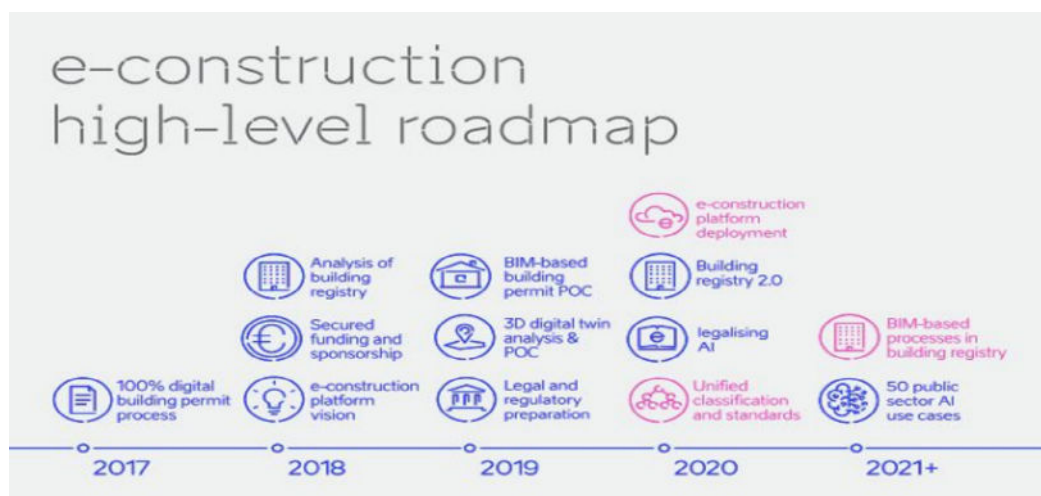 e-construction
high-level roadmap
e-construction
platform
deployment
Analysis of
building
registry
BIM-based
building
permit POC
Building
registry 2.0
Secured
funding and
sponsorship
3D digital twin
analysis &
POC
legalising
AI
BIM-based
processes in
building registry
100% digital
building permit
process
e-construction
platform
vision
Legal and
regulatory
preparation
Unified
classification
and standards
50 public
sector AI
use cases
2017
2018
2019
2020
2021+